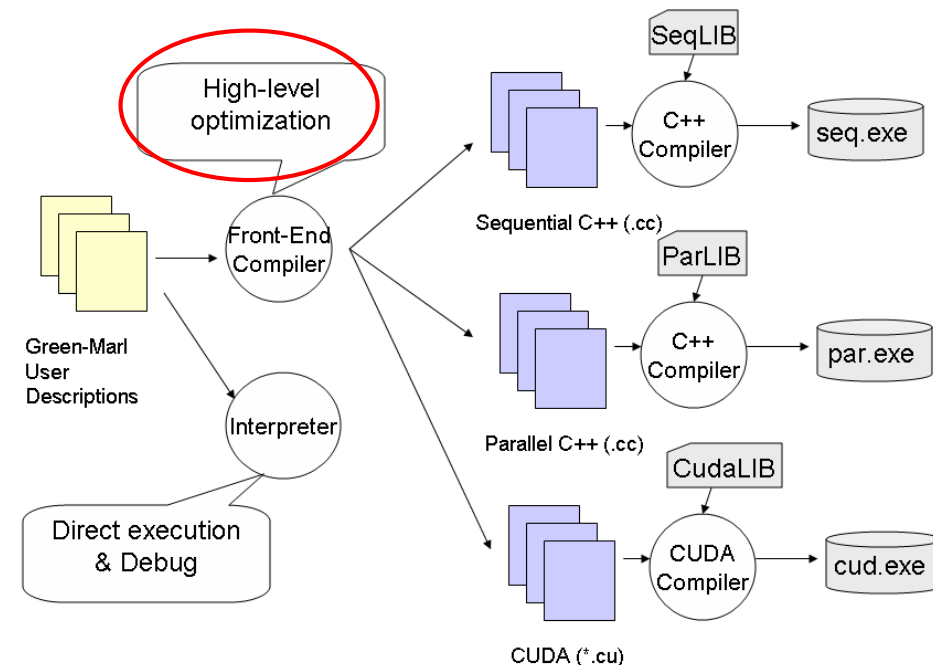 High-level
optimization
Front-End
Compiler
Green-Marl
User
Descriptions
Interpreter
Direct execution
& Debug
SeqLIB
C++
Compiler
seq.exe
Sequential C++ (.cc)
ParLIB
C++
Compiler
par.exe
Parallel C++ (.cc)
CudaLIB
CUDA
Compiler
cud.exe
CUDA (*.cu)